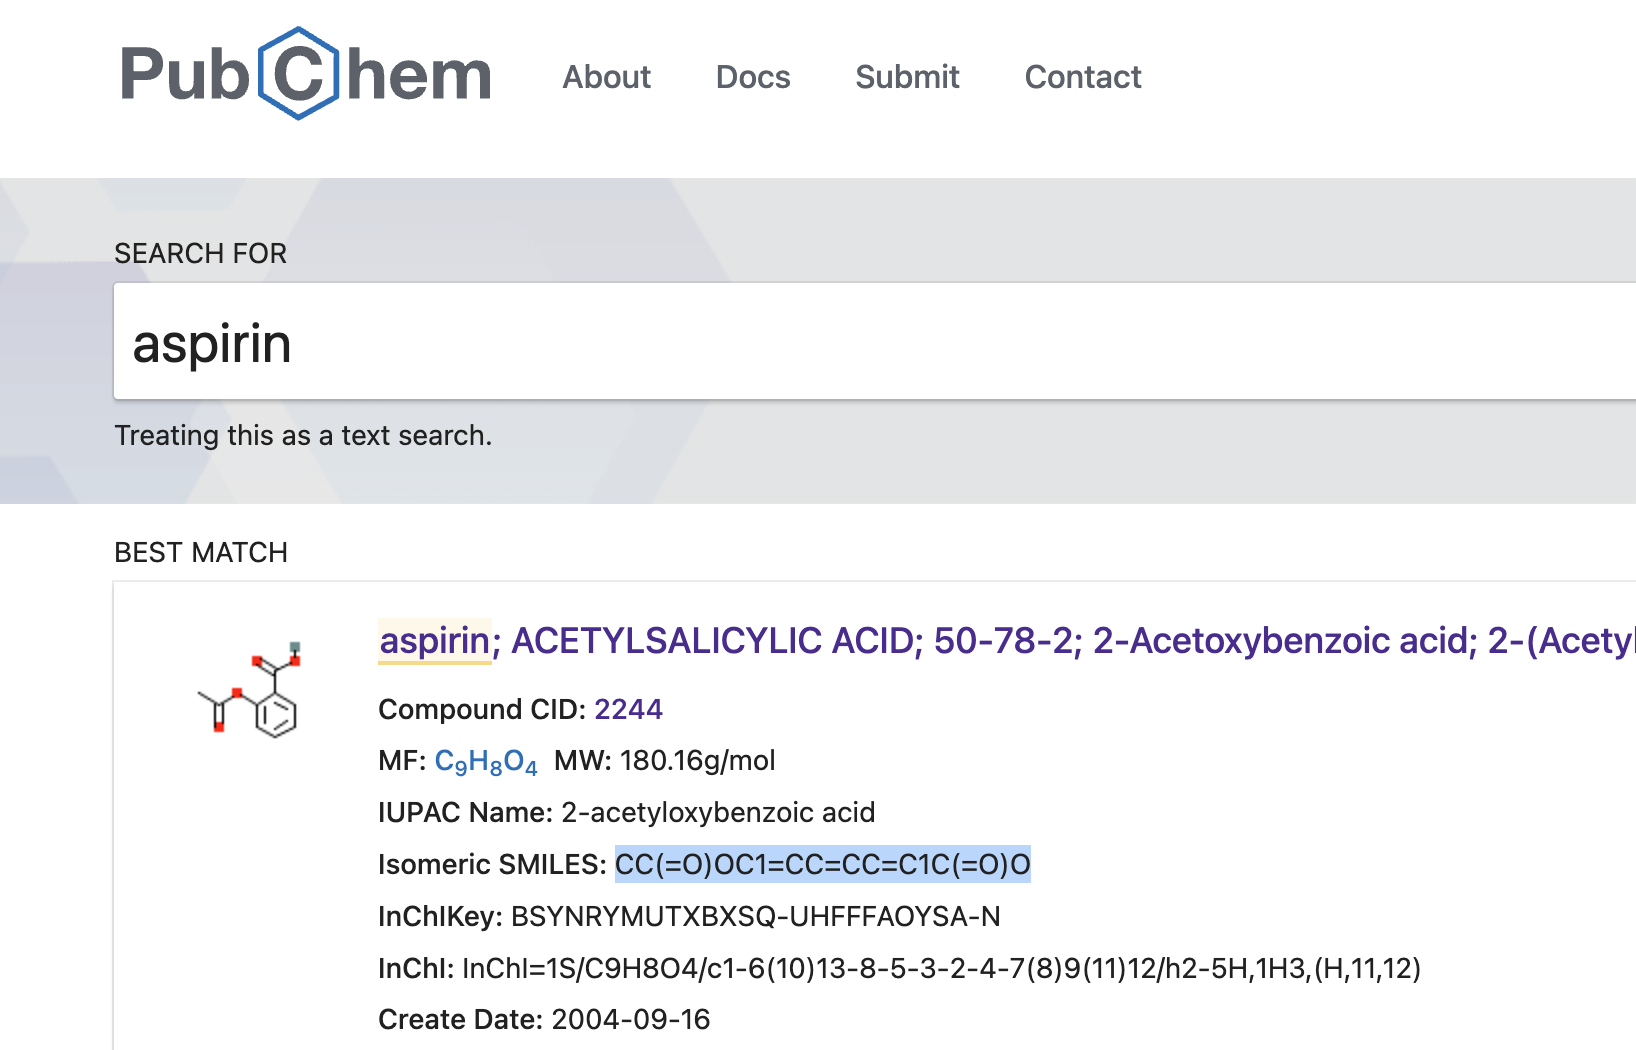 PubChem About Docs Submit Contact
SEARCH FOR
aspirin
Treating this as a text search.
BEST MATCH
aspirin; ACETYLSALICYLIC ACID; 50-78-2; 2-Acetoxybenzoic acid; 2-(Acetyl
Compound CID: 2244
MF: C₉H₈O₄ MW: 180.16g/mol
IUPAC Name: 2-acetyloxybenzoic acid
Isomeric SMILES: CC(=O)OC1=CC=CC=C1C(=O)O
InChIKey: BSYNRYMUTXBXSQ-UHFFFAOYSA-N
InChI: InChI=1S/C9H8O4/c1-6(10)13-8-5-3-2-4-7(8)9(11)12/h2-5H,1H3,(H,11,12)
Create Date: 2004-09-16